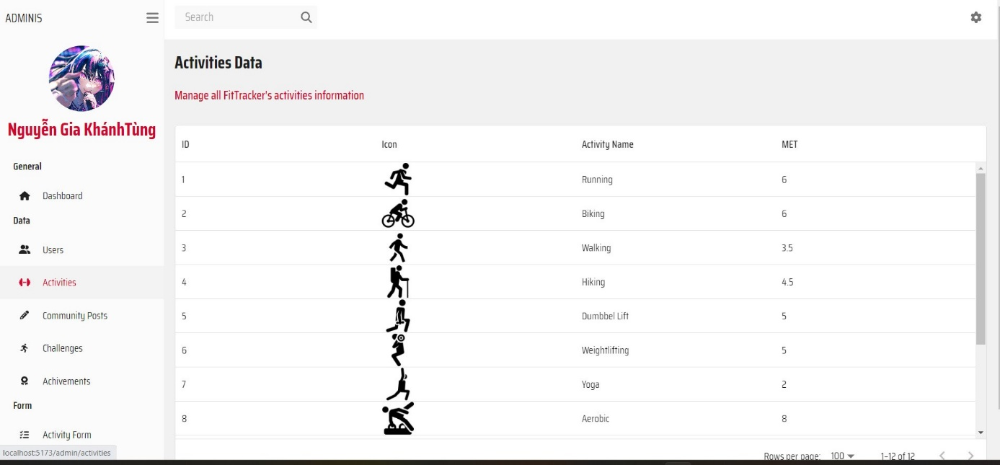 ADMINIS
Search
Nguyễn Gia KhánhTùng
General
Dashboard
Data
Users
Activities
Community Posts
Challenges
Achivements
Form
Activity Form
localhost:5173/admin/activities
Activities Data
Manage all FitTracker's activities information
ID Icon Activity Name MET
1 Running 6
2 Biking 6
3 Walking 3.5
4 Hiking 4.5
5 Dumbbel Lift 5
6 Weightlifting 5
7 Yoga 2
8 Aerobic 8
Rows per page: 100 1–12 of 12